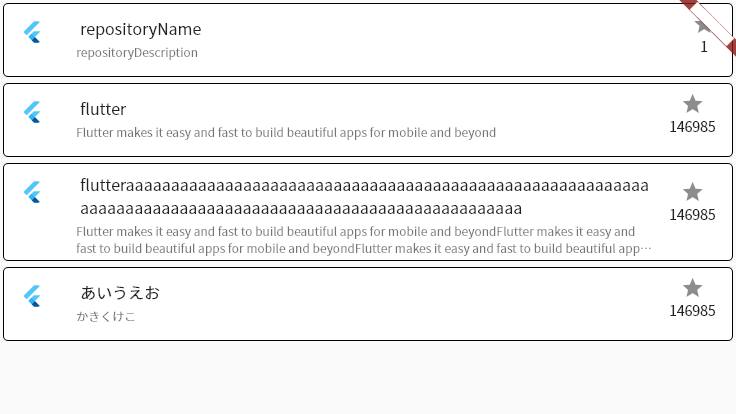 repositoryName
repositoryDescription
1
flutter
Flutter makes it easy and fast to build beautiful apps for mobile and beyond
146985
flutteraaaaaaaaaaaaaaaaaaaaaaaaaaaaaaaaaaaaaaaaaaaaaaaaaaaaaaaaaa
aaaaaaaaaaaaaaaaaaaaaaaaaaaaaaaaaaaaaaaaaaaaaaaaa
Flutter makes it easy and fast to build beautiful apps for mobile and beyondFlutter makes it easy and
fast to build beautiful apps for mobile and beyondFlutter makes it easy and fast to build beautiful app…
146985
あいうえお
かきくけこ
146985